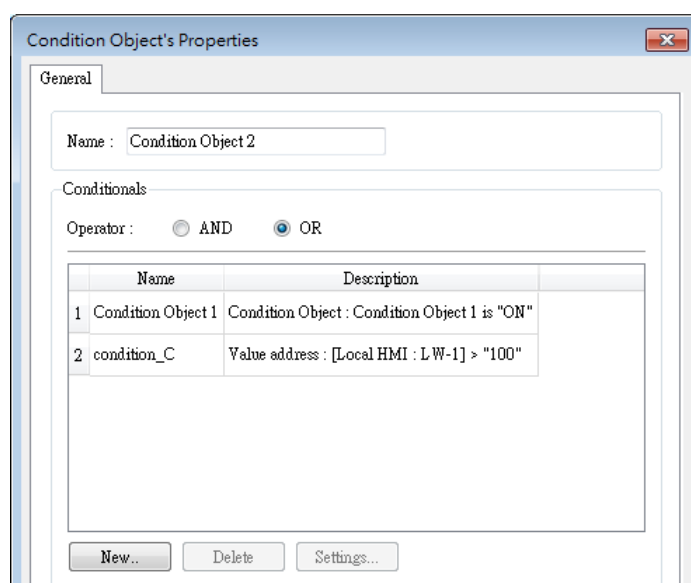 Condition Object's Properties
General
Name : Condition Object 2
Conditionals
Operator : AND OR
Name Description
1 Condition Object 1 Condition Object : Condition Object 1 is "ON"
2 condition_C Value address : [Local HMI : LW-1] > "100"
New.. Delete Settings...